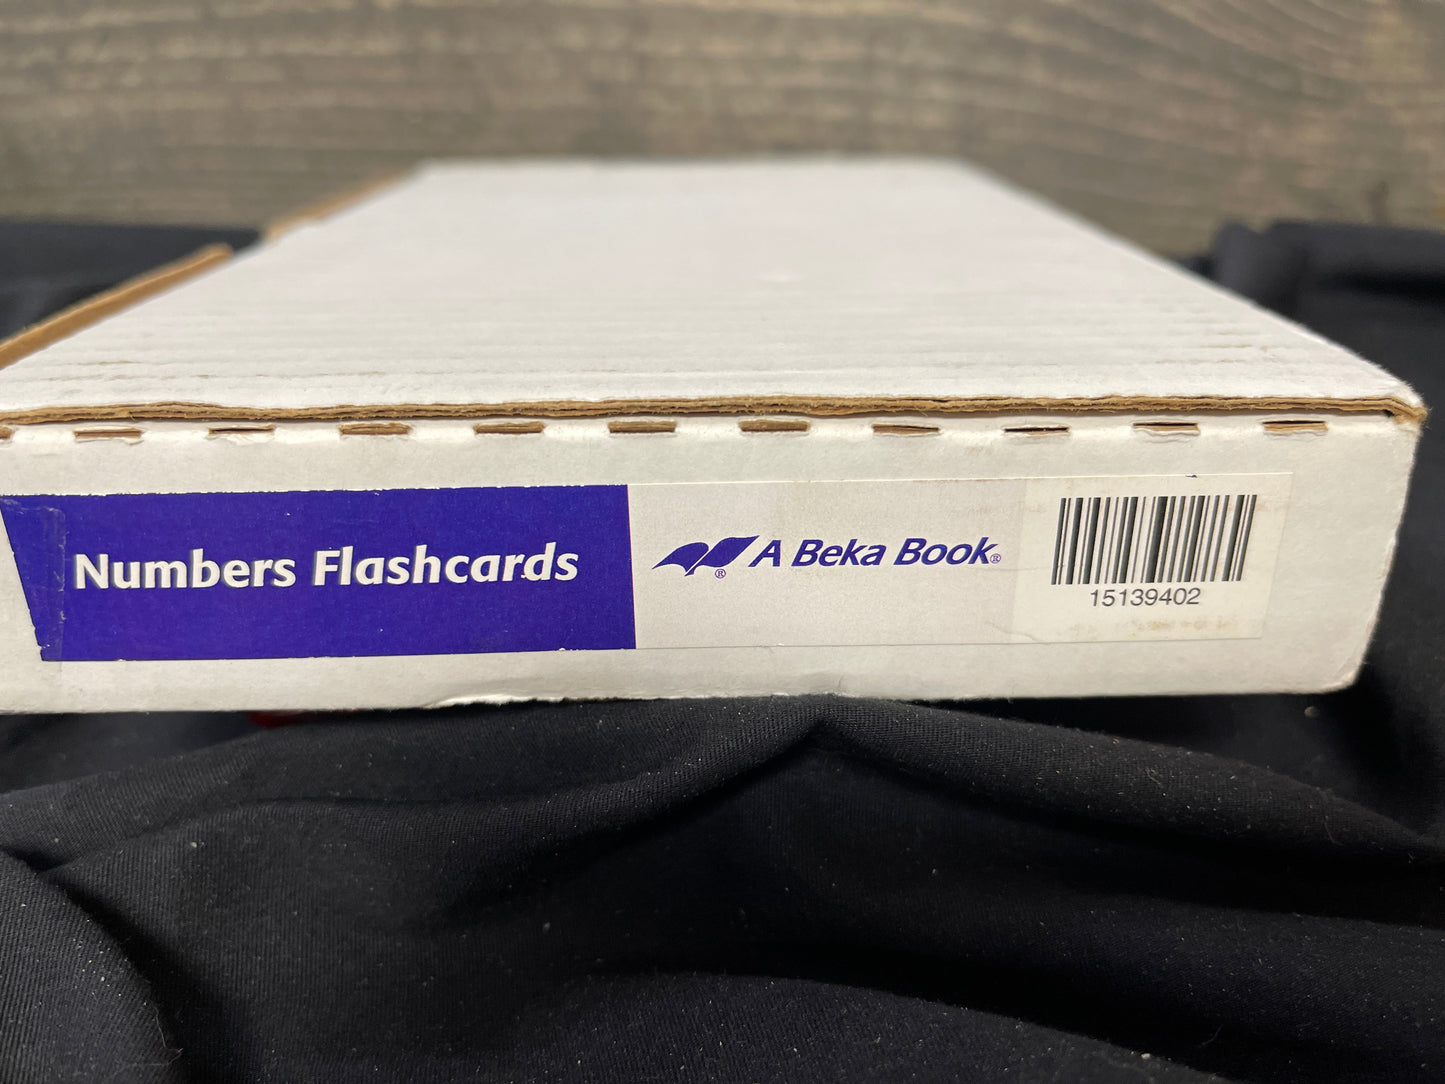 Numbers Flashcards
® A Beka Book®
15139402